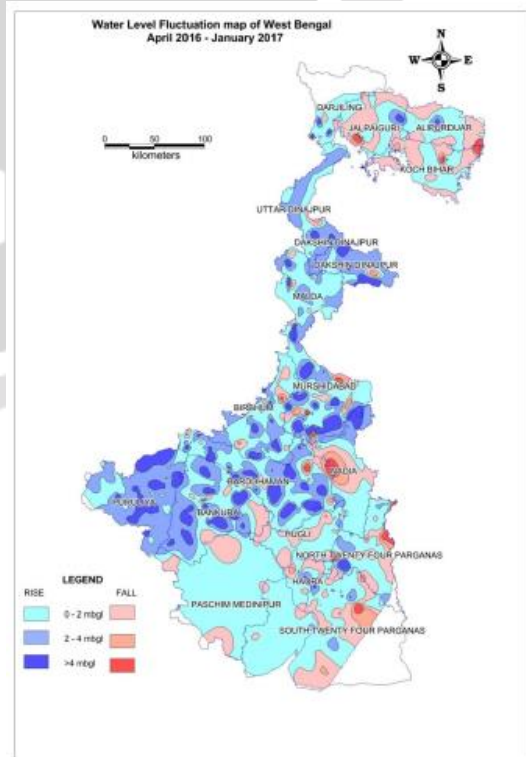 Water Level Fluctuation map of West Bengal
April 2016 - January 2017
N
W E
S
0 50 100
kilometers
DARJILING
JALPAIGURI
ALIPURDUAR
KOCH BIHAR
UTTAR DINAJPUR
DAKSHIN DINAJPUR
DAKSHIN DINAJPUR
MALDA
MURSHIDABAD
BIRBHUM
NADIA
BARDDHAMAN
PURULIYA
BANKURA
HUGLI
NORTH TWENTY FOUR PARGANAS
HAORA
PASCHIM MEDINIPUR
SOUTH TWENTY FOUR PARGANAS
LEGEND
RISE FALL
0 - 2 mbgl
2 - 4 mbgl
>4 mbgl